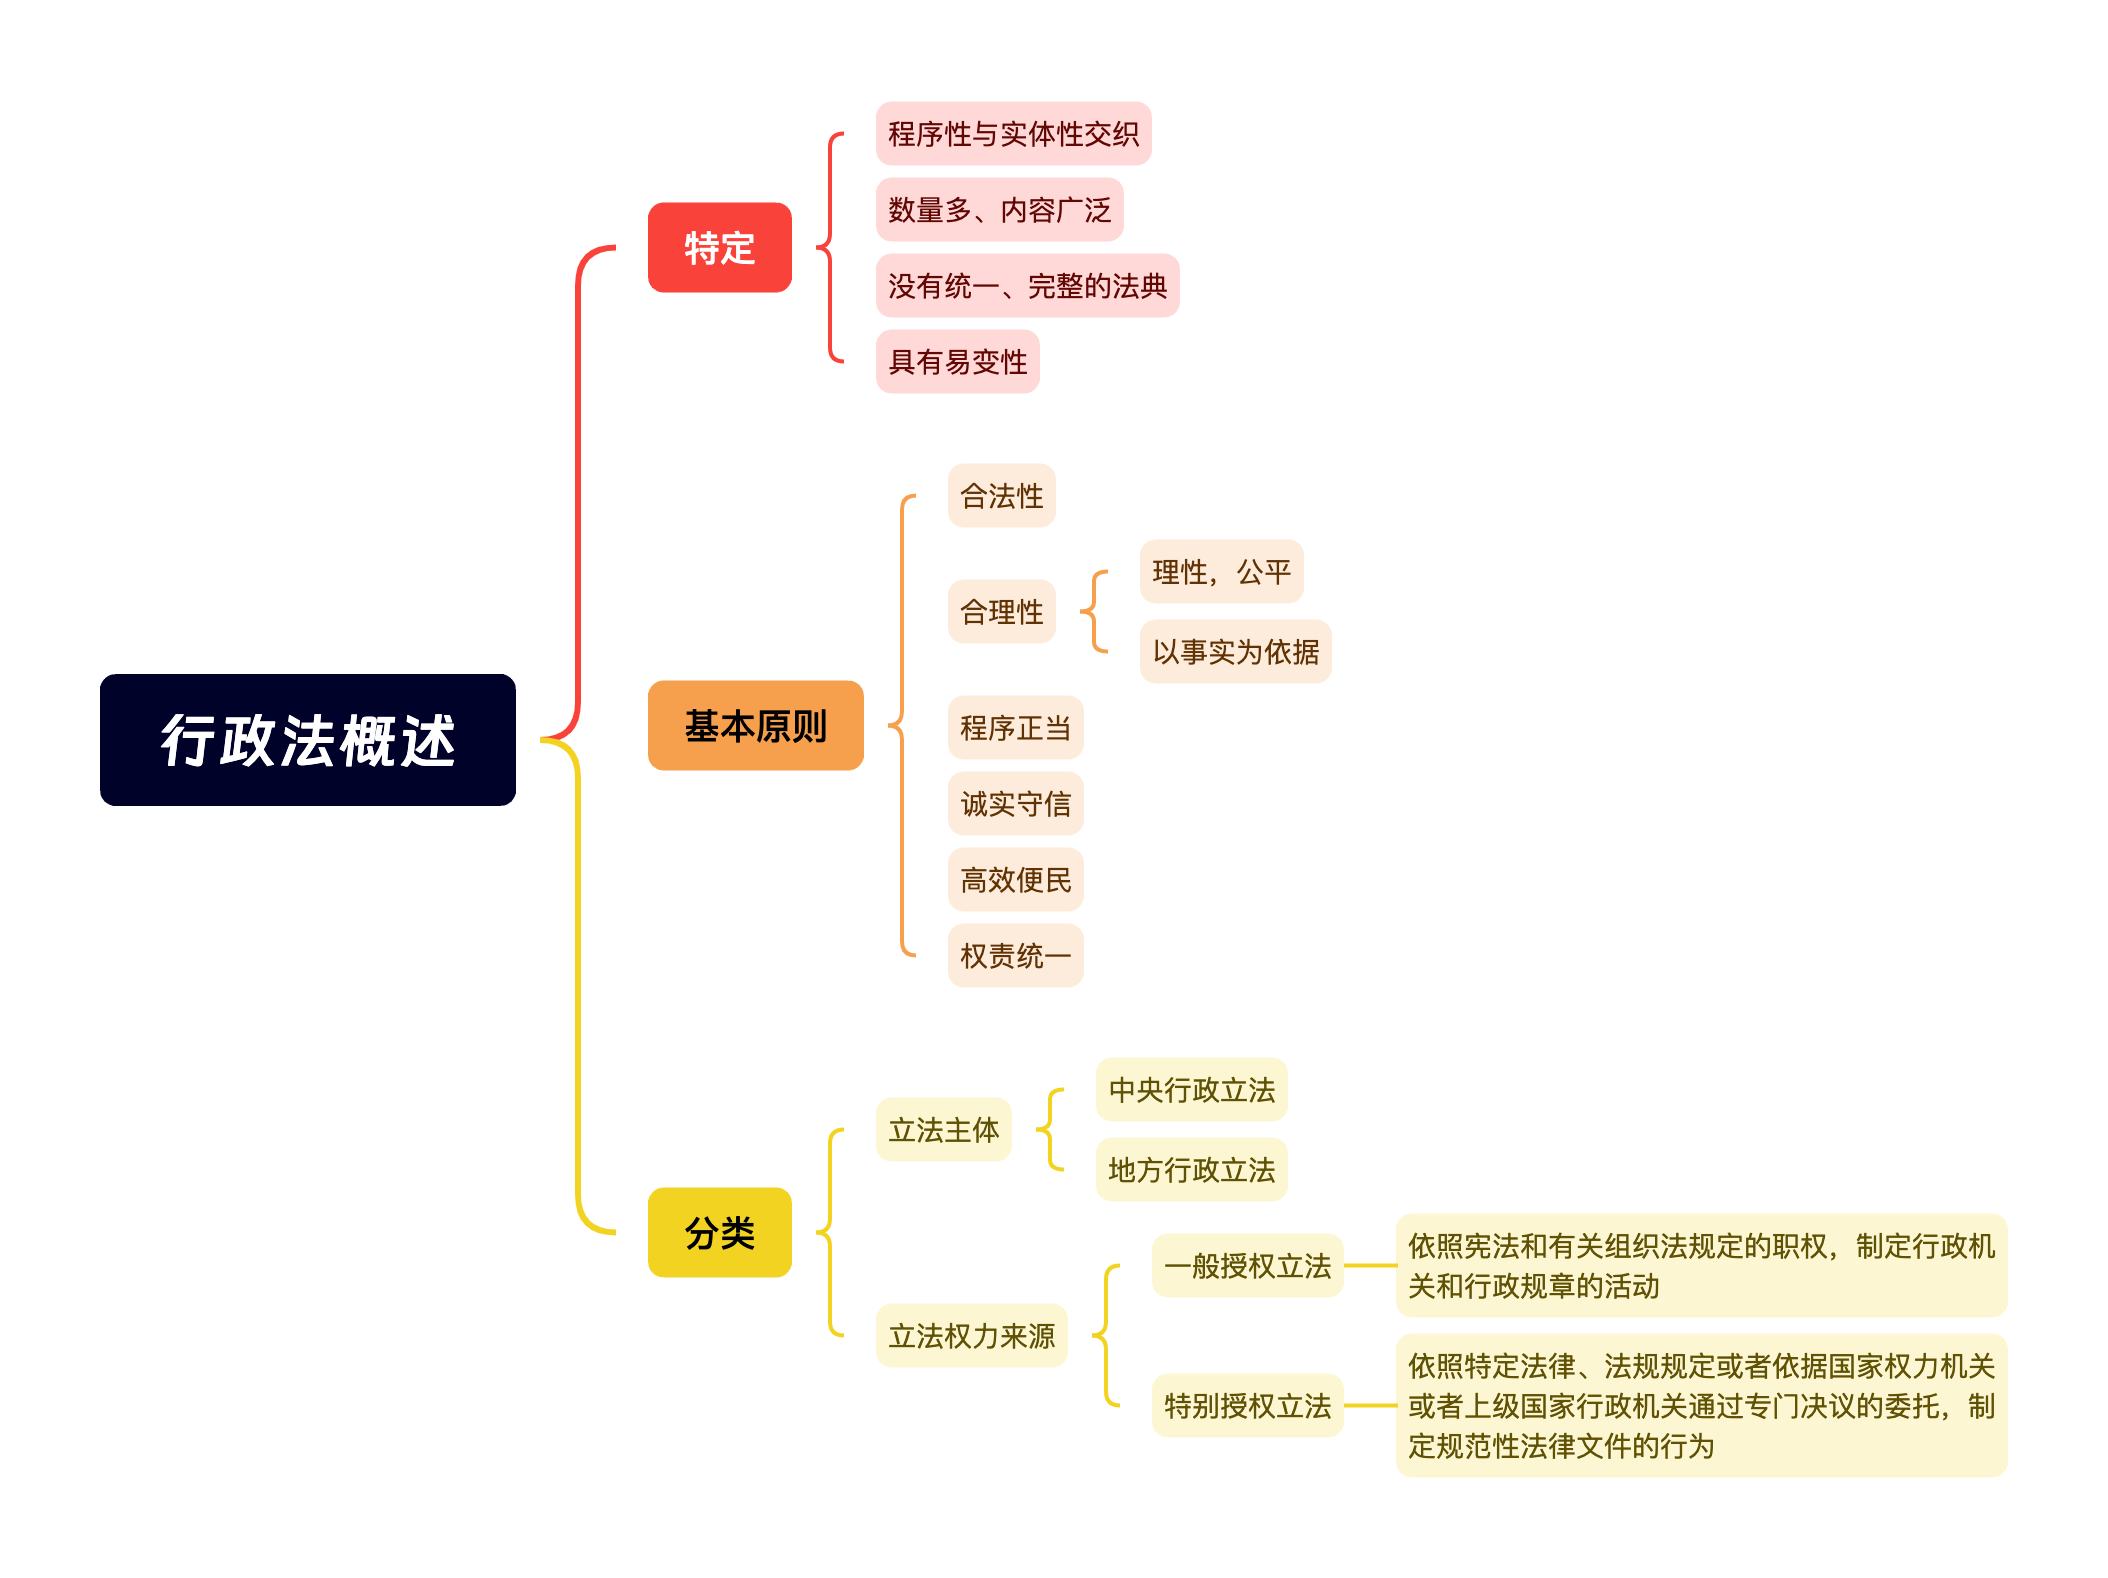 行政法概述
特定
程序性与实体性交织
数量多、内容广泛
没有统一、完整的法典
具有易变性
基本原则
合法性
合理性
理性，公平
以事实为依据
程序正当
诚实守信
高效便民
权责统一
分类
立法主体
中央行政立法
地方行政立法
立法权力来源
一般授权立法
依照宪法和有关组织法规定的职权，制定行政机
关和行政规章的活动
特别授权立法
依照特定法律、法规规定或者依据国家权力机关
或者上级国家行政机关通过专门决议的委托，制
定规范性法律文件的行为